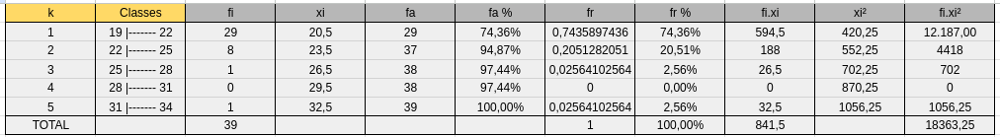 k Classes fi xi fa fa % fr fr % fi.xi xi² fi.xi²
1 19 |------- 22 29 20,5 29 74,36% 0,7435897436 74,36% 594,5 420,25 12.187,00
2 22 |------- 25 8 23,5 37 94,87% 0,2051282051 20,51% 188 552,25 4418
3 25 |------- 28 1 26,5 38 97,44% 0,02564102564 2,56% 26,5 702,25 702
4 28 |------- 31 0 29,5 38 97,44% 0 0,00% 0 870,25 0
5 31 |------- 34 1 32,5 39 100,00% 0,02564102564 2,56% 32,5 1056,25 1056,25
TOTAL 39 1 100,00% 841,5 18363,25